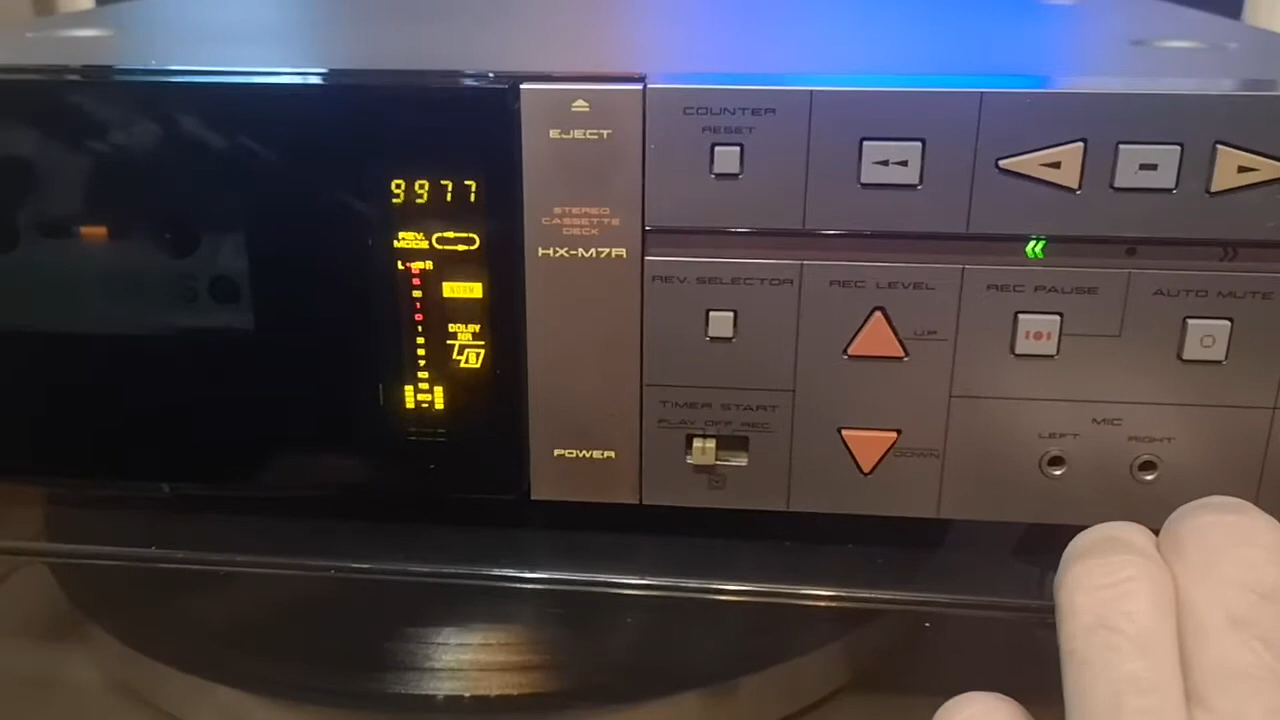 9977
REV.
MODE
L R
NORM
DOLBY
NR
B
EJECT
STEREO
CASSETTE
DECK
HX-M7R
POWER
COUNTER
RESET
REV. SELECTOR
REC LEVEL
UP
DOWN
REC PAUSE
AUTO MUTE
TIMER START
PLAY OFF REC
MIC
LEFT RIGHT